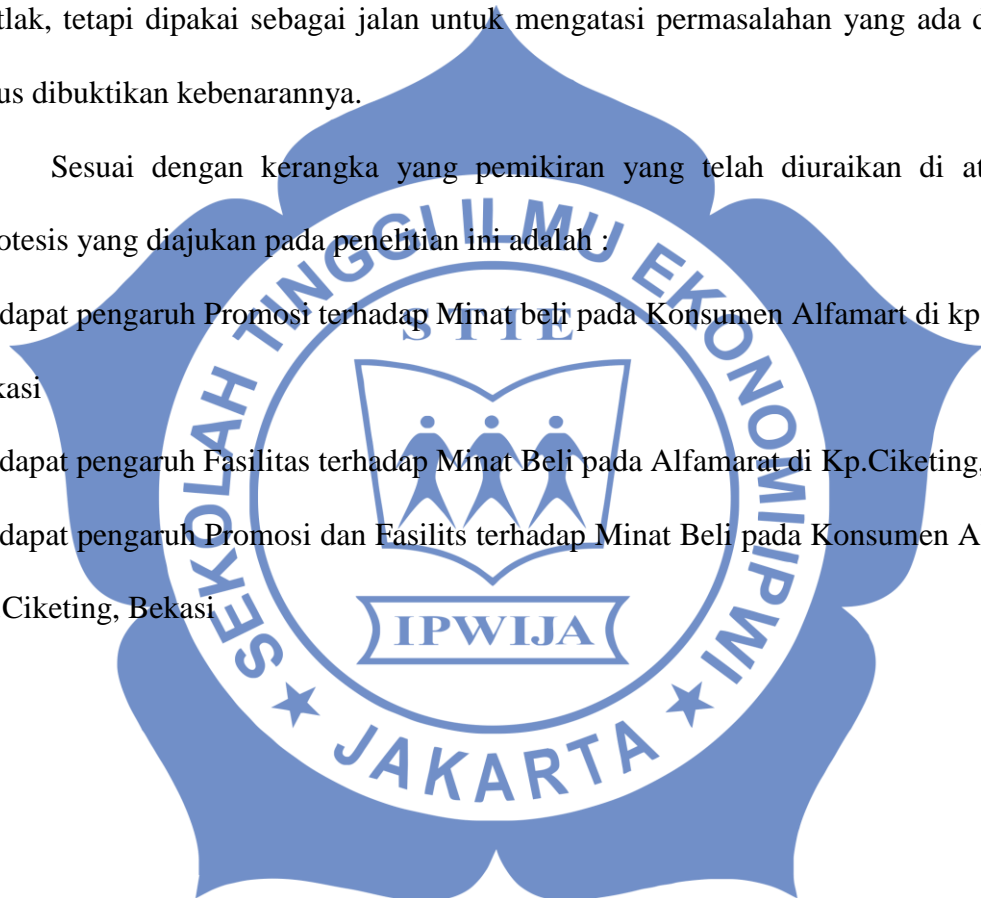 tlak, tetapi dipakai sebagai jalan untuk mengatasi permasalahan yang ada d
us dibuktikan kebenarannya.
Sesuai dengan kerangka yang pemikiran yang telah diuraikan di at
otesis yang diajukan pada penelitian ini adalah :
dapat pengaruh Promosi terhadap Minat beli pada Konsumen Alfamart di kp
kasi
dapat pengaruh Fasilitas terhadap Minat Beli pada Alfamarat di Kp.Ciketing,
dapat pengaruh Promosi dan Fasilits terhadap Minat Beli pada Konsumen A
Ciketing, Bekasi
SEKOLAH TINGGI ILMU EKONOMI IPWI
STIE
IPWIJA
JAKARTA